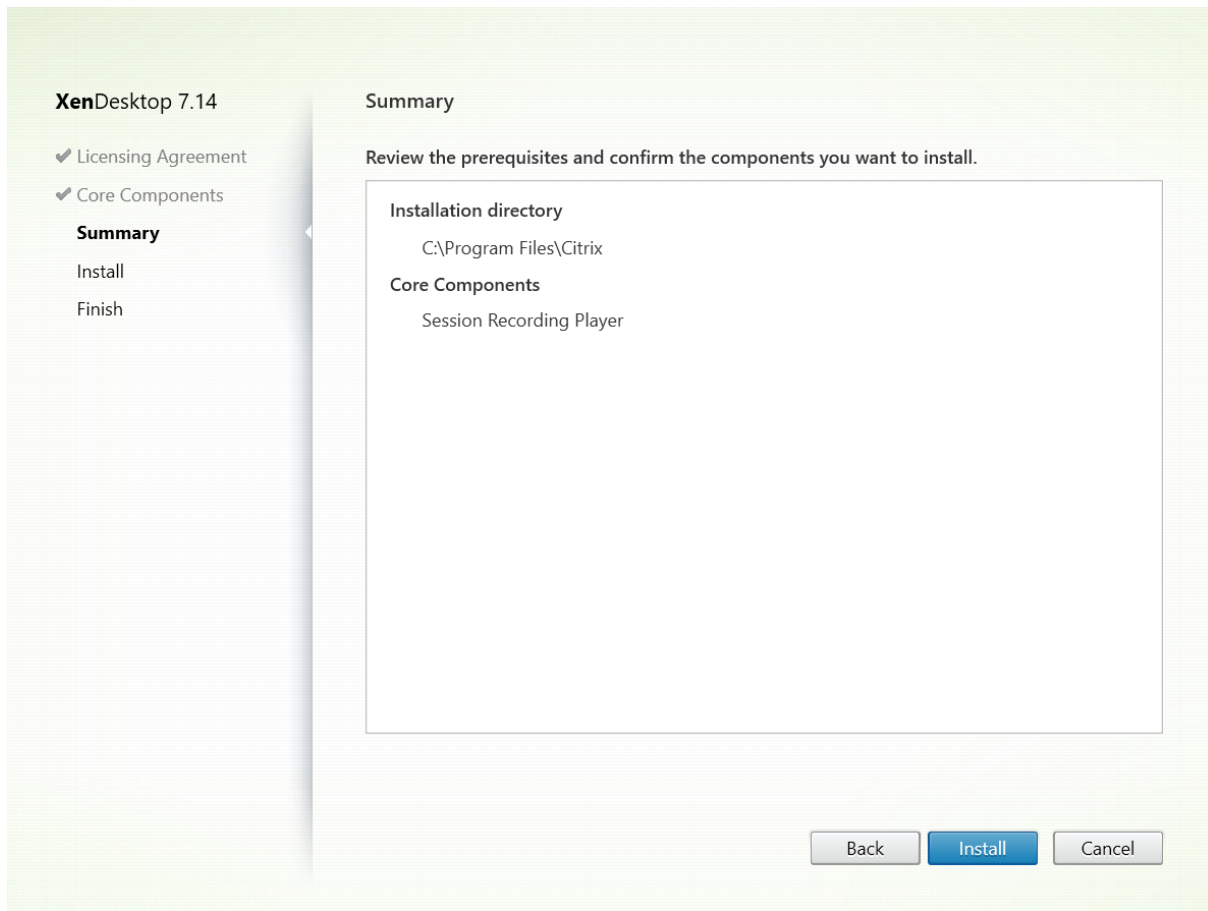 XenDesktop 7.14
Licensing Agreement
Core Components
Summary
Install
Finish
Summary
Review the prerequisites and confirm the components you want to install.
Installation directory
C:\Program Files\Citrix
Core Components
Session Recording Player
Back
Install
Cancel